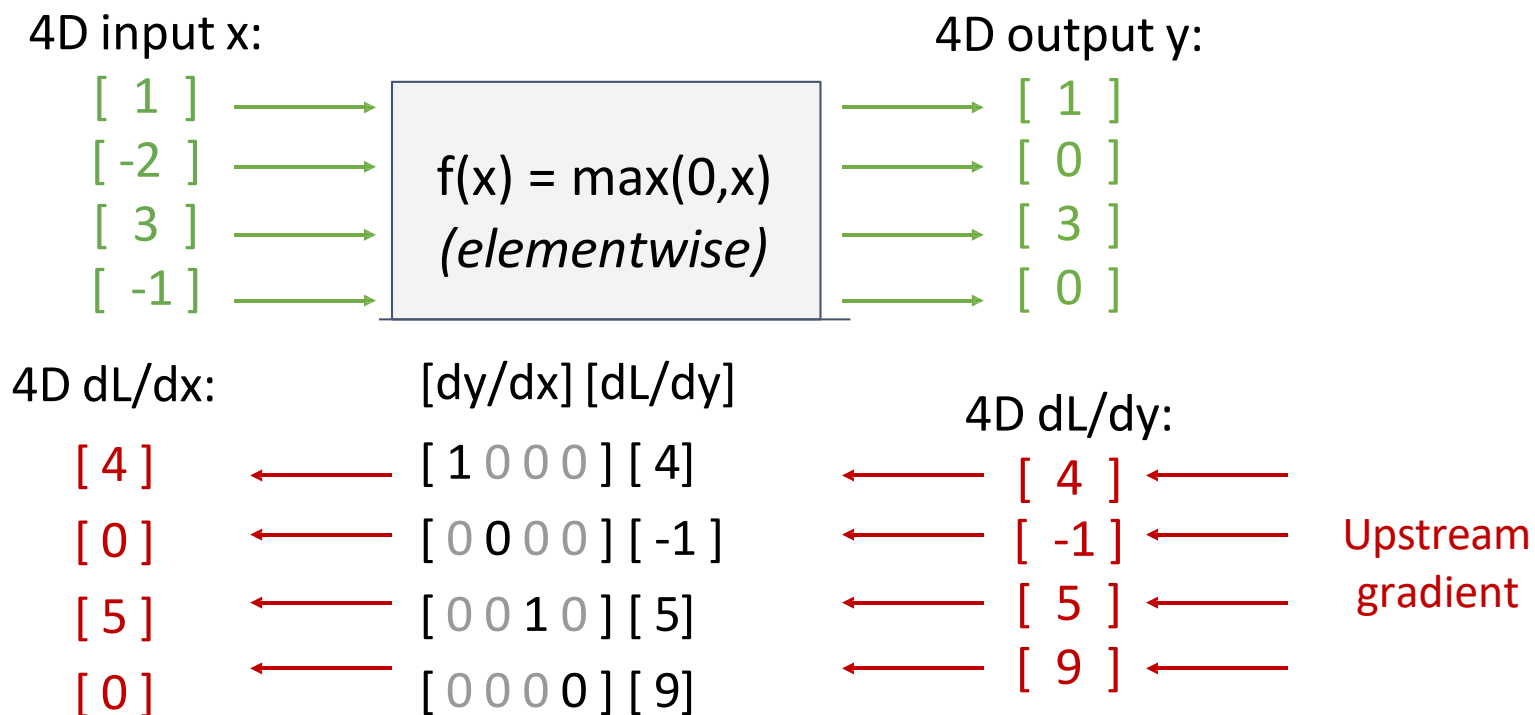 4D input x:
[ 1 ]
[ -2 ]
[ 3 ]
[ -1 ]
f(x) = max(0,x)
(elementwise)
4D output y:
[ 1 ]
[ 0 ]
[ 3 ]
[ 0 ]
4D dL/dx:
[ 4 ]
[ 0 ]
[ 5 ]
[ 0 ]
[dy/dx] [dL/dy]
[ 1 0 0 0 ] [ 4]
[ 0 0 0 0 ] [ -1 ]
[ 0 0 1 0 ] [ 5]
[ 0 0 0 0 ] [ 9]
4D dL/dy:
[ 4 ]
[ -1 ]
[ 5 ]
[ 9 ]
Upstream
gradient